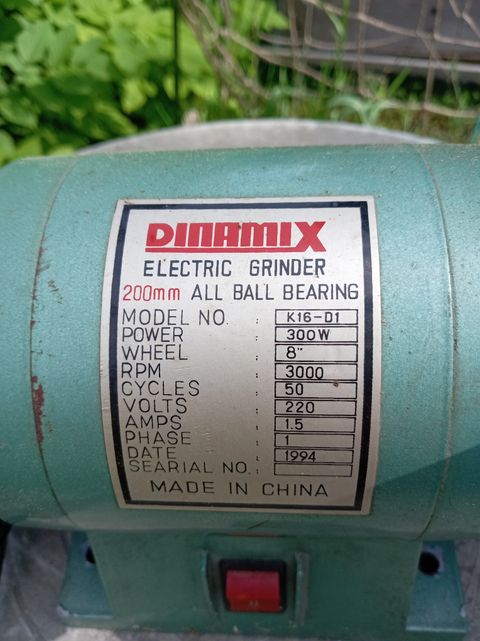 DINAMIX
ELECTRIC GRINDER
200mm ALL BALL BEARING
MODEL NO. : K16-D1
POWER : 300W
WHEEL : 8"
RPM : 3000
CYCLES : 50
VOLTS : 220
AMPS : 1.5
PHASE : 1
DATE : 1994
SEARIAL NO. :
MADE IN CHINA